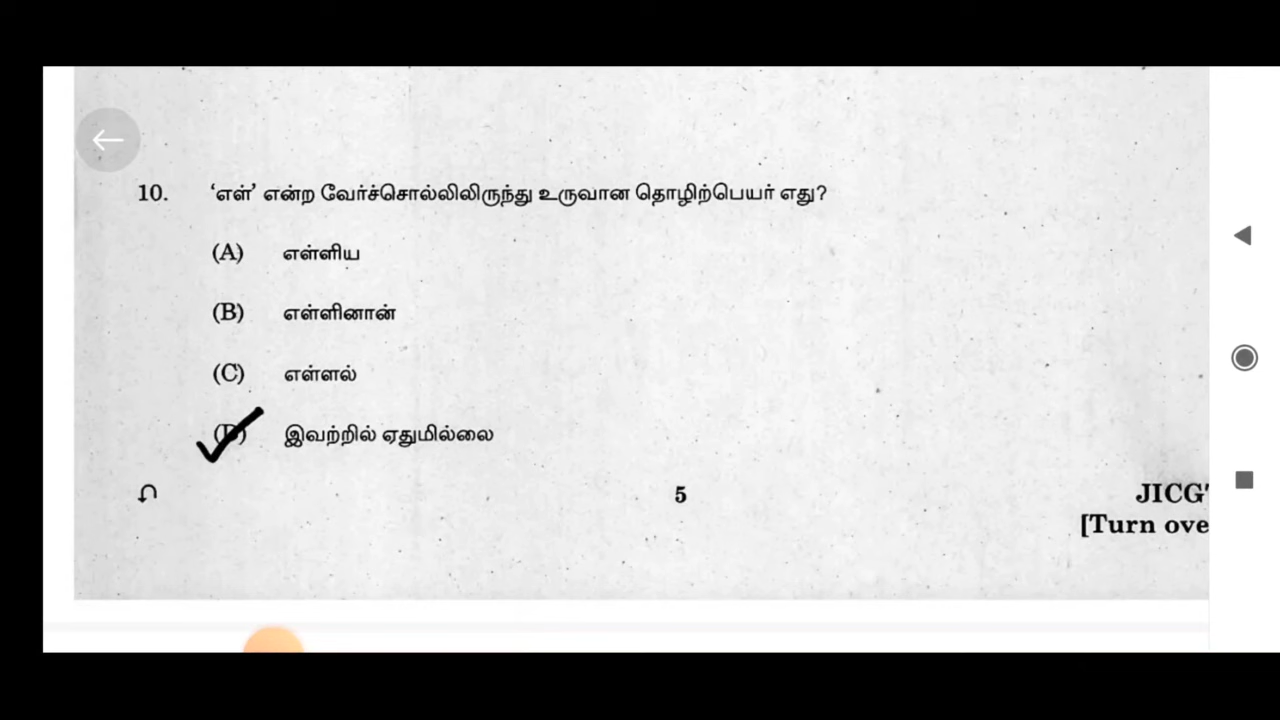 10. ‘எள்’ என்ற வேர்ச்சொல்லிலிருந்து உருவான தொழிற்பெயர் எது?
(A) எள்ளிய
(B) எள்ளினான்
(C) எள்ளல்
(D) இவற்றில் ஏதுமில்லை
5
JICG
[Turn ove